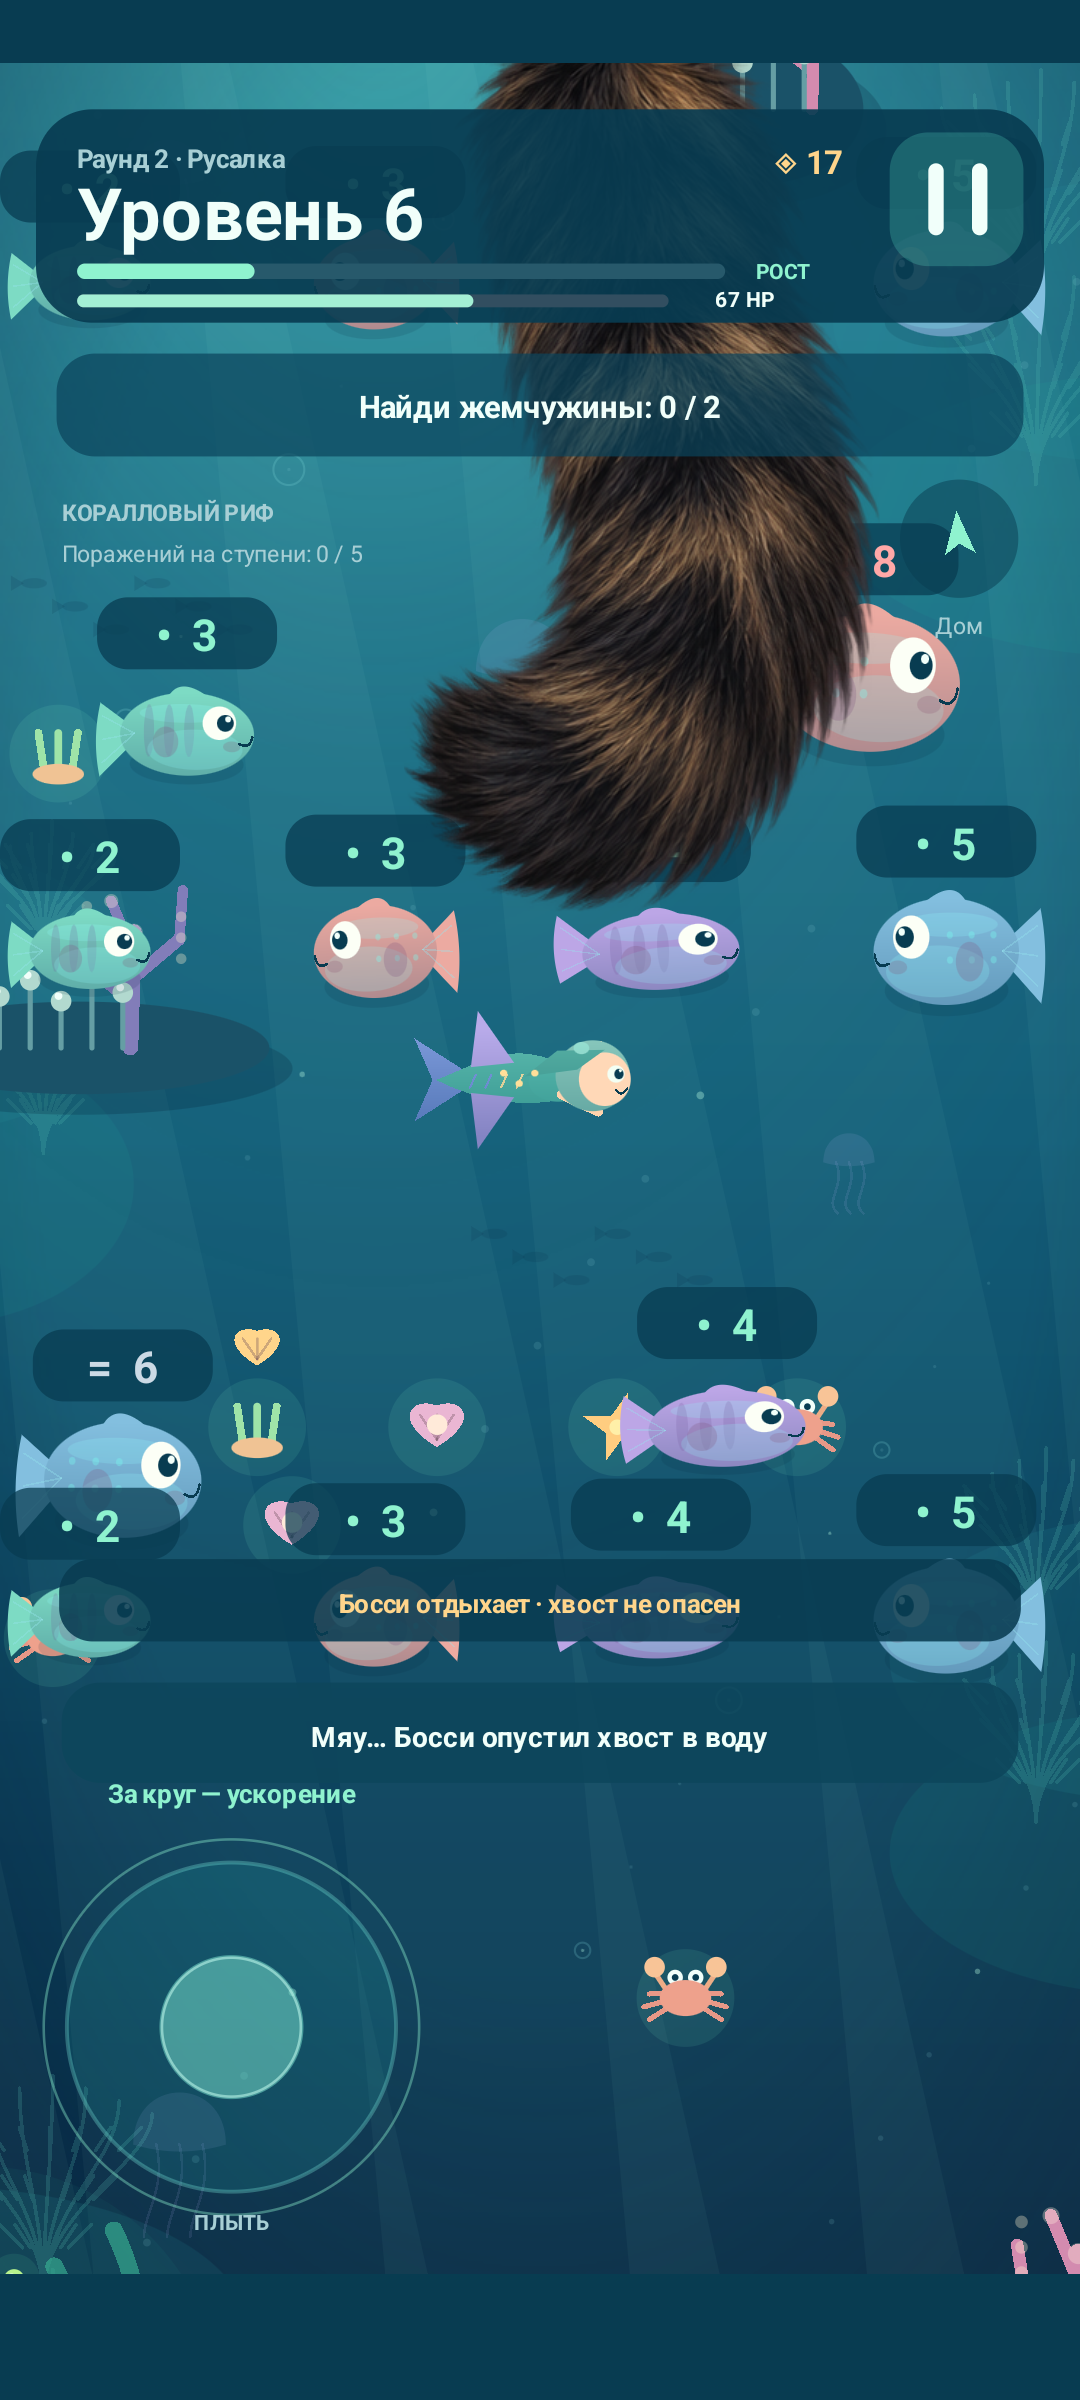 Раунд 2 · Русалка
17
Уровень 6
РОСТ
67 HP
Найди жемчужины: 0 / 2
КОРАЛЛОВЫЙ РИФ
Поражений на ступени: 0 / 5
8
Дом
• 3
• 2
• 3
• 5
• 4
= 6
• 2
• 3
• 4
• 5
Босси отдыхает · хвост не опасен
Мяу... Босси опустил хвост в воду
За круг — ускорение
ПЛЫТЬ